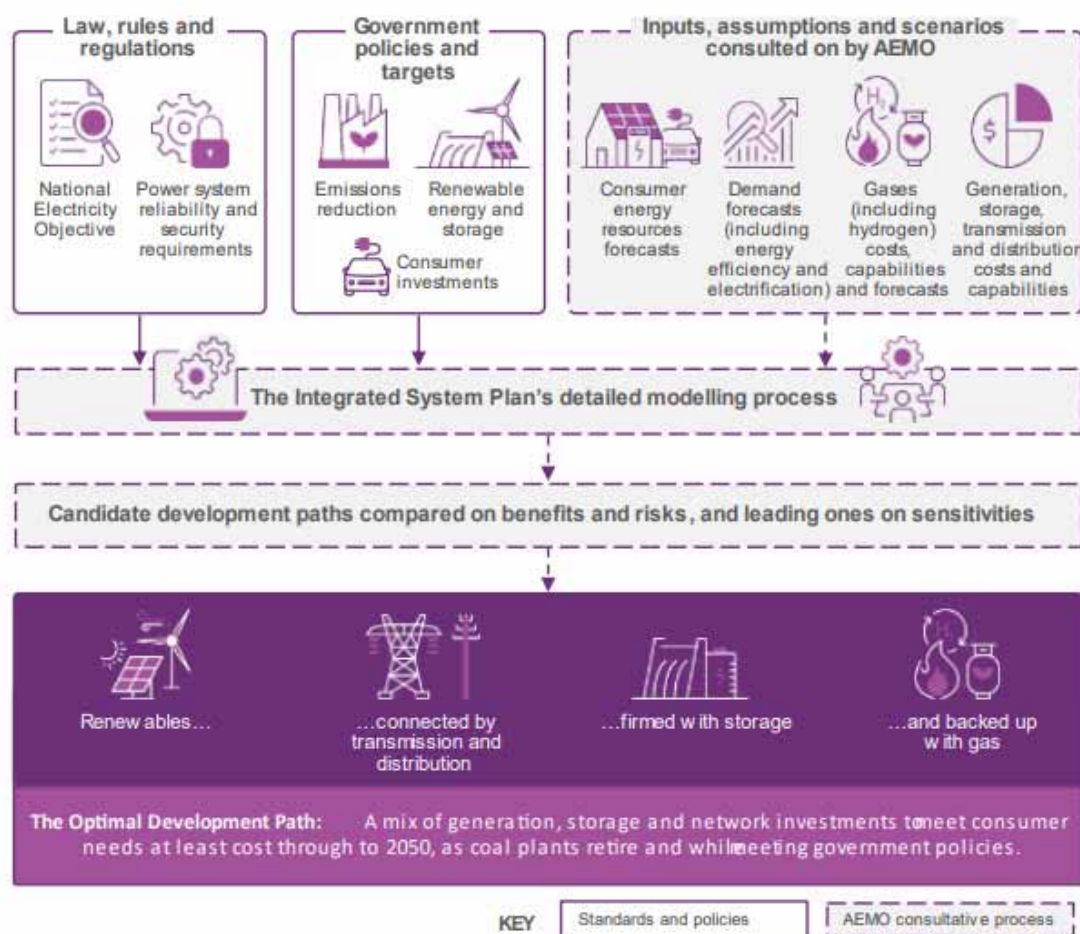 Law, rules and
regulations
National
Electricity
Objective
Power system
reliability and
security
requirements
Government
policies and
targets
Emissions
reduction
Renewable
energy and
storage
Consumer
investments
Inputs, assumptions and scenarios
consulted on by AEMO
Consumer
energy
resources
forecasts
Demand
forecasts
(including
energy
efficiency and
electrification)
H₂
Gases
(including
hydrogen)
costs,
capabilities
and forecasts
$
Generation,
storage,
transmission
and distribution
costs and
capabilities
The Integrated System Plan's detailed modelling process
Candidate development paths compared on benefits and risks, and leading ones on sensitivities
Renewables…
…connected by
transmission and
distribution
…firmed with storage
H₂
…and backed up
with gas
The Optimal Development Path: A mix of generation, storage and network investments to meet consumer
needs at least cost through to 2050, as coal plants retire and while meeting government policies.
KEY
Standards and policies
AEMO consultative process